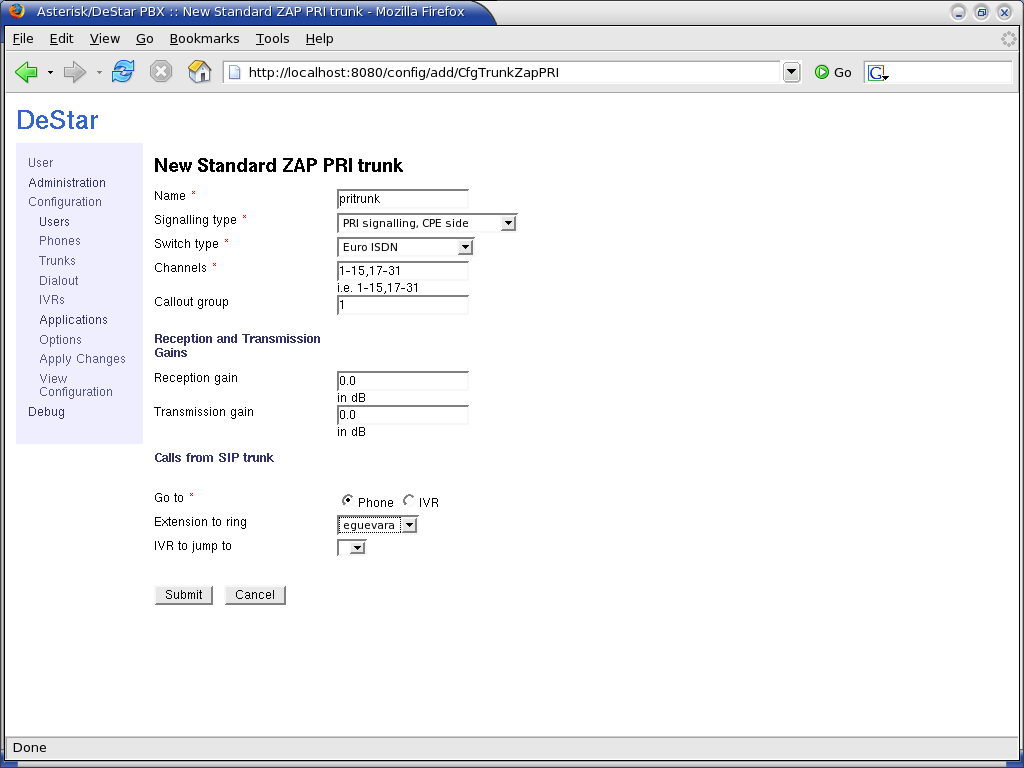 Asterisk/DeStar PBX :: New Standard ZAP PRI trunk - Mozilla Firefox
File Edit View Go Bookmarks Tools Help
http://localhost:8080/config/add/CfgTrunkZapPRI Go G
DeStar
User
Administration
Configuration
Users
Phones
Trunks
Dialout
IVRs
Applications
Options
Apply Changes
View
Configuration
Debug
New Standard ZAP PRI trunk
Name * pritrunk
Signalling type * PRI signalling, CPE side
Switch type * Euro ISDN
Channels * 1-15,17-31
i.e. 1-15,17-31
Callout group 1
Reception and Transmission
Gains
Reception gain 0.0
in dB
Transmission gain 0.0
in dB
Calls from SIP trunk
Go to * Phone IVR
Extension to ring eguevara
IVR to jump to
Submit Cancel
Done